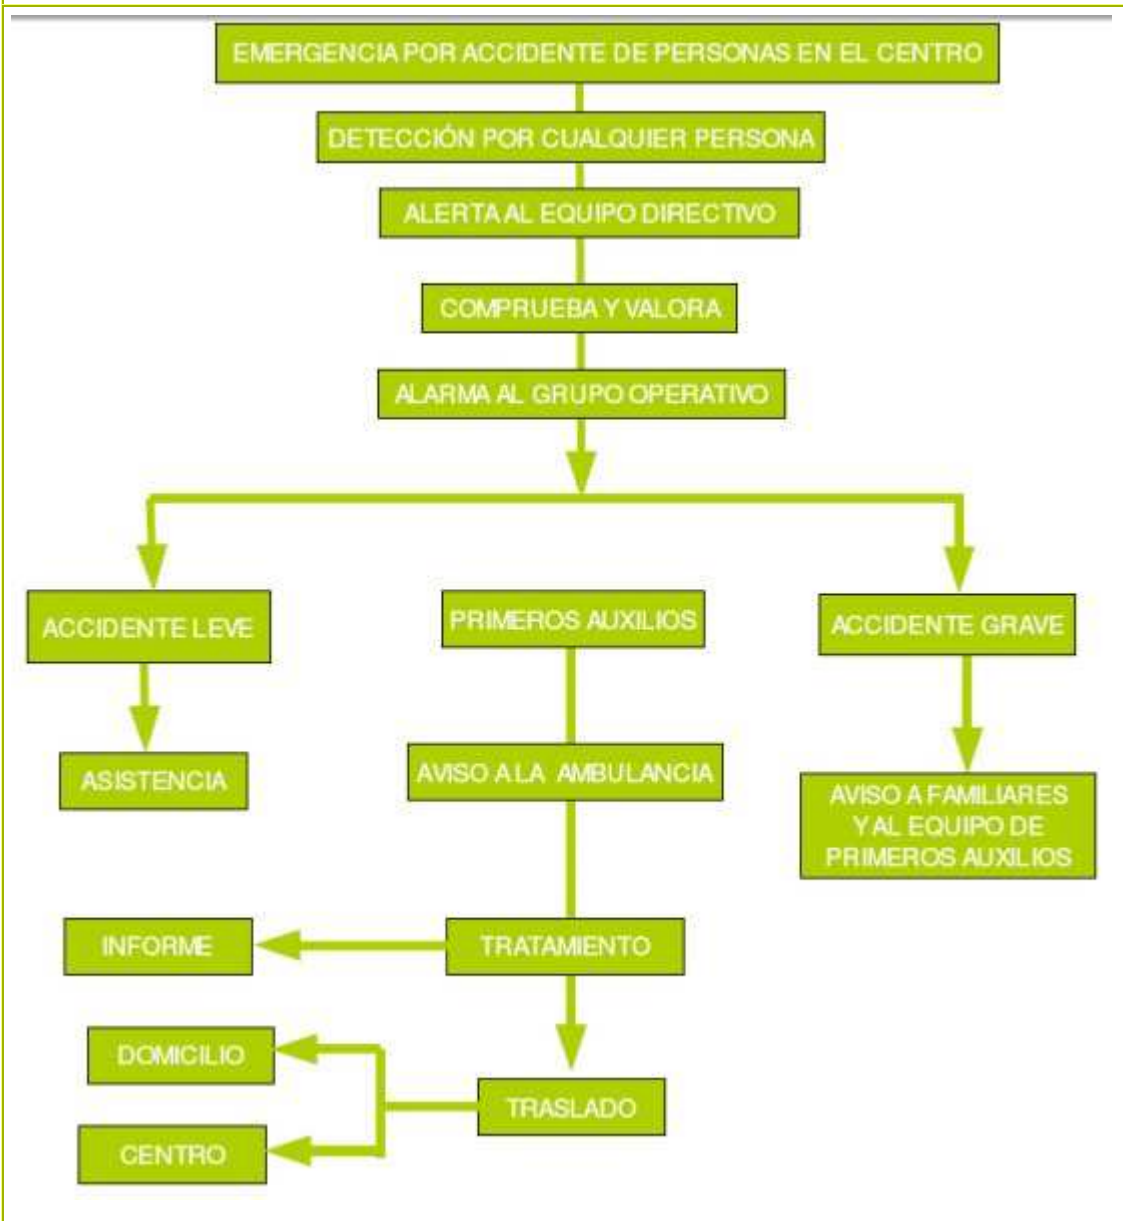 EMERGENCIA POR ACCIDENTE DE PERSONAS EN EL CENTRO
DETECCIÓN POR CUALQUIER PERSONA
ALERTA AL EQUIPO DIRECTIVO
COMPRUEBA Y VALORA
ALARMA AL GRUPO OPERATIVO
ACCIDENTE LEVE
PRIMEROS AUXILIOS
ACCIDENTE GRAVE
ASISTENCIA
AVISO A LA AMBULANCIA
AVISO A FAMILIARES
Y AL EQUIPO DE
PRIMEROS AUXILIOS
INFORME
TRATAMIENTO
DOMICILIO
TRASLADO
CENTRO